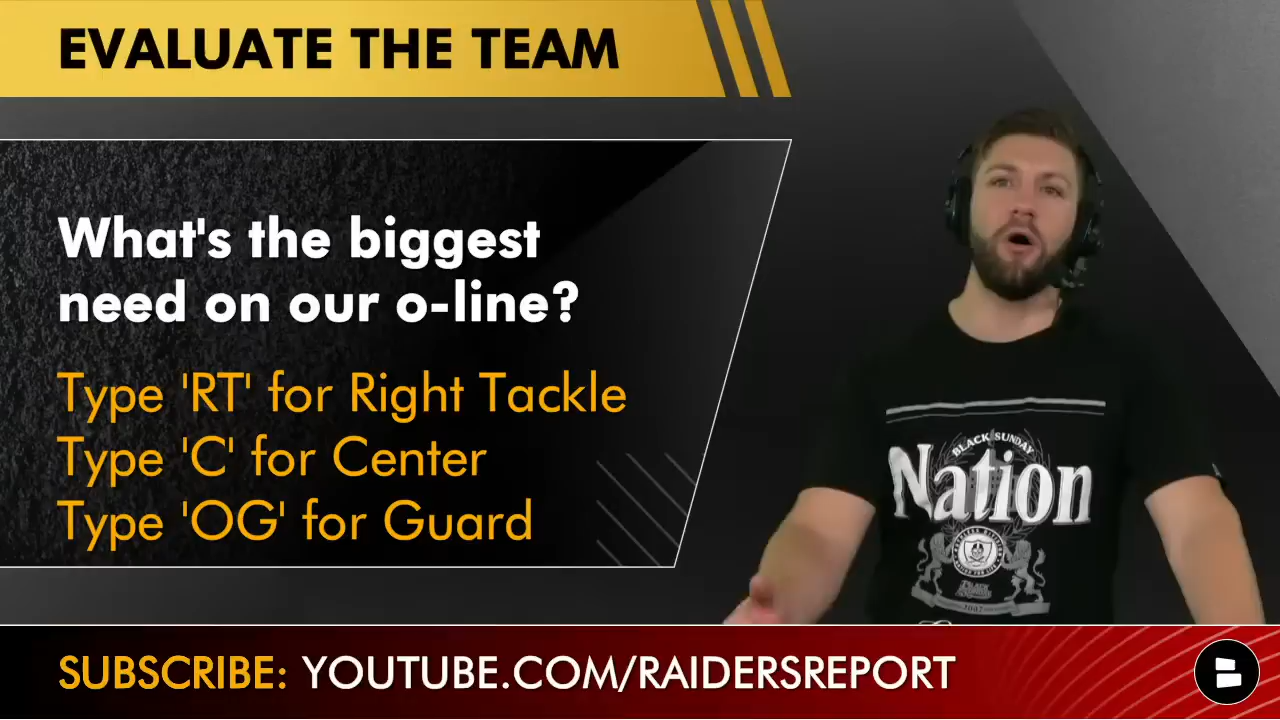 EVALUATE THE TEAM
What's the biggest
need on our o-line?
Type 'RT' for Right Tackle
Type 'C' for Center
Type 'OG' for Guard
BLACK SUNDAY
Nation
2007
SUBSCRIBE: YOUTUBE.COM/RAIDERSREPORT